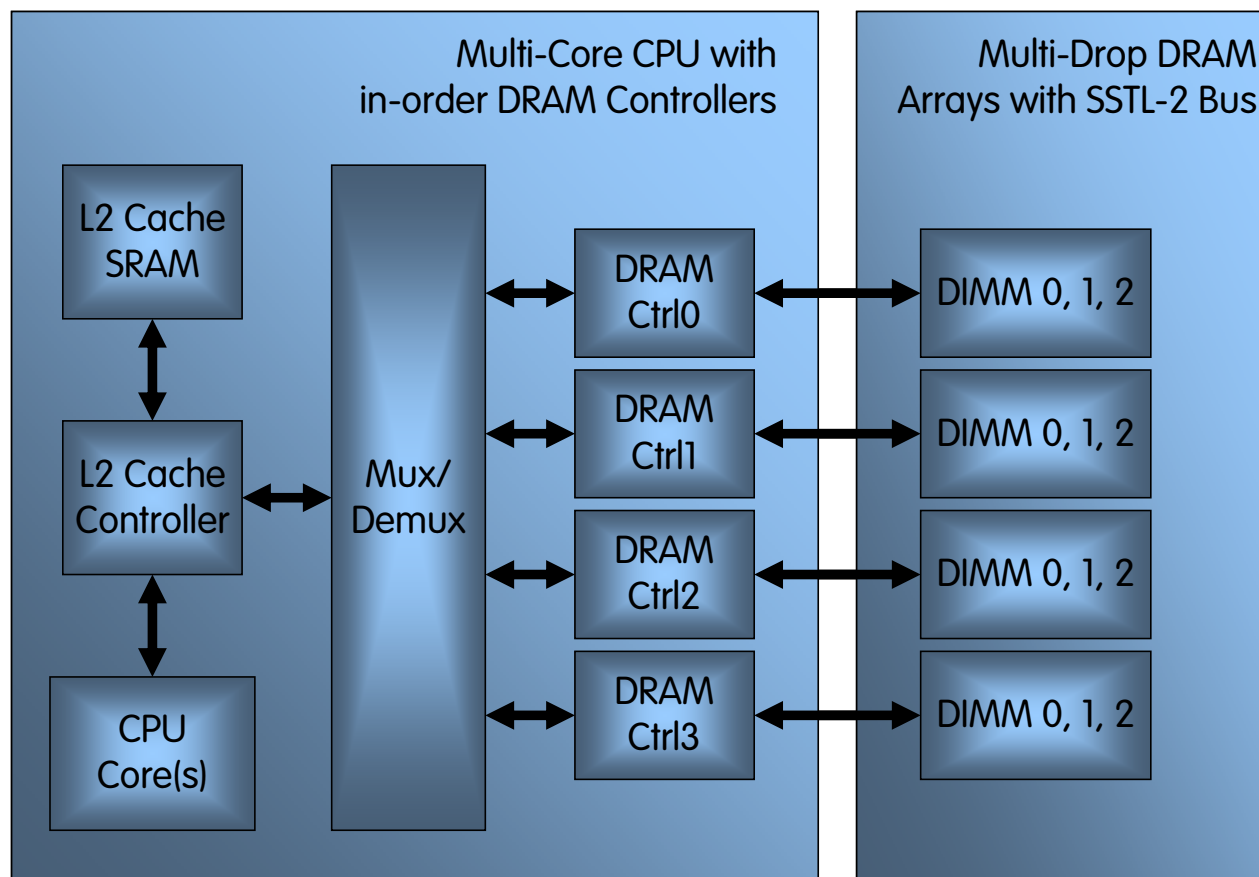 Multi-Core CPU with
in-order DRAM Controllers
L2 Cache
SRAM
L2 Cache
Controller
CPU
Core(s)
Mux/
Demux
DRAM
Ctrl0
DRAM
Ctrl1
DRAM
Ctrl2
DRAM
Ctrl3
Multi-Drop DRAM
Arrays with SSTL-2 Bus
DIMM 0, 1, 2
DIMM 0, 1, 2
DIMM 0, 1, 2
DIMM 0, 1, 2